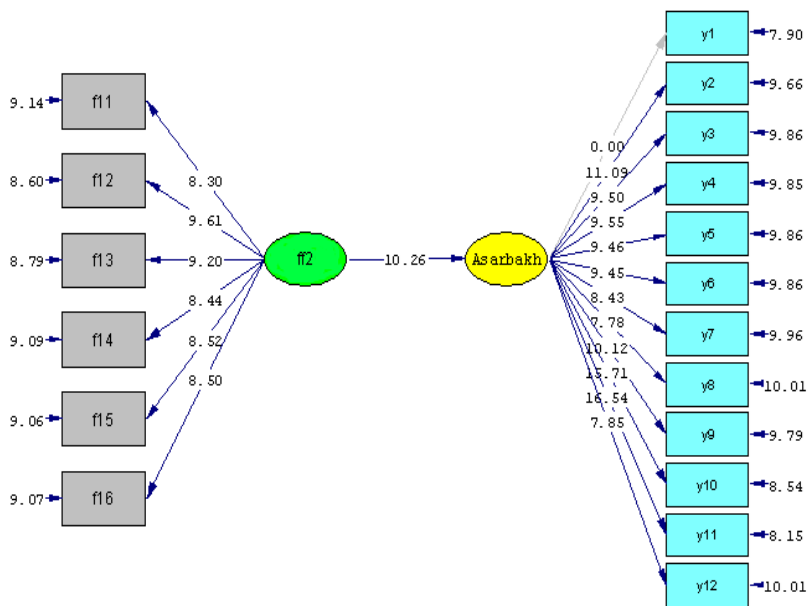 y1
7.90
y2
9.66
f11
9.14
y3
9.86
0.00
11.09
y4
9.85
8.30
9.50
f12
8.60
9.55
9.61
y5
9.86
f13
8.79
9.20
ff2
10.26
Asarbakh
9.46
9.45
y6
9.86
8.44
8.43
7.78
y7
9.96
f14
9.09
8.52
10.12
15.71
y8
10.01
8.50
16.54
7.85
f15
9.06
y9
9.79
y10
8.54
f16
9.07
y11
8.15
y12
10.01